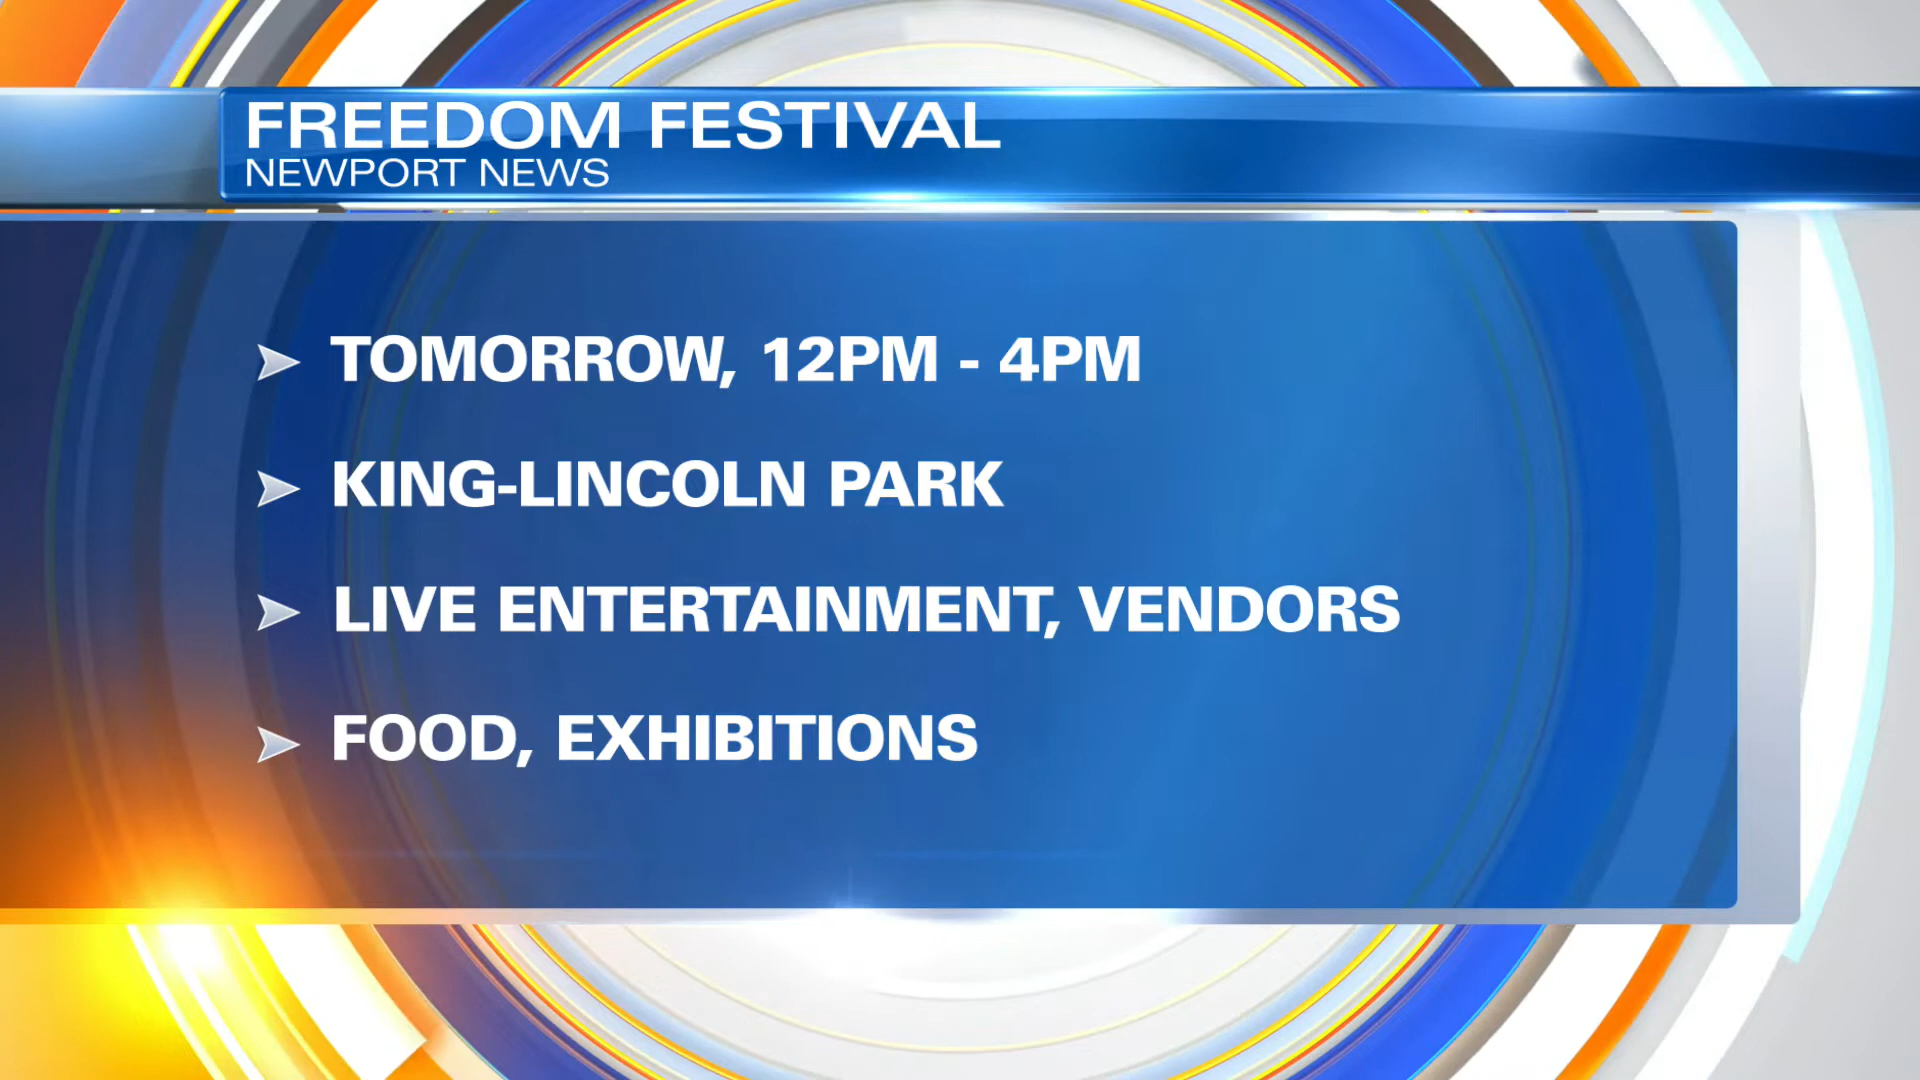 FREEDOM FESTIVAL
NEWPORT NEWS
TOMORROW, 12PM - 4PM
KING-LINCOLN PARK
LIVE ENTERTAINMENT, VENDORS
FOOD, EXHIBITIONS